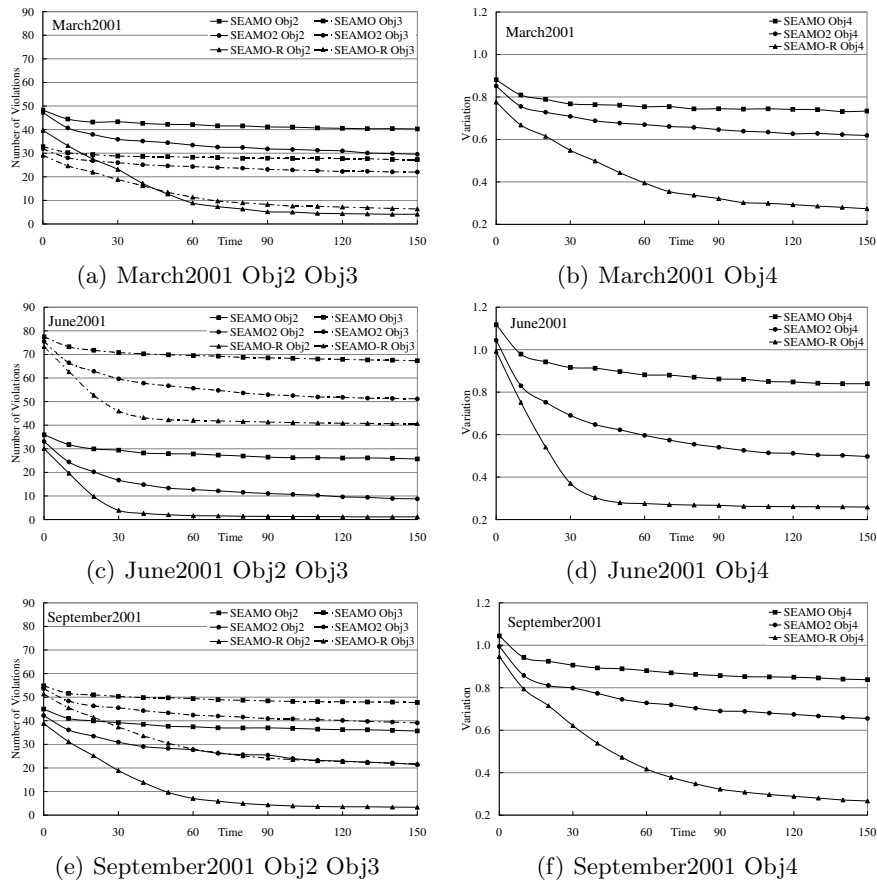 90
80
70
60
50
40
30
20
10
0
Number of Violations
March2001
SEAMO Obj2 SEAMO Obj3
SEAMO2 Obj2 SEAMO2 Obj3
SEAMO-R Obj2 SEAMO-R Obj3
0 30 60 90 120 150
Time
(a) March2001 Obj2 Obj3
1.2
1.0
0.8
0.6
0.4
0.2
Variation
March2001
SEAMO Obj4
SEAMO2 Obj4
SEAMO-R Obj4
0 30 60 90 120 150
Time
(b) March2001 Obj4
90
80
70
60
50
40
30
20
10
0
Number of Violations
June2001
SEAMO Obj2 SEAMO Obj3
SEAMO2 Obj2 SEAMO2 Obj3
SEAMO-R Obj2 SEAMO-R Obj3
0 30 60 90 120 150
Time
(c) June2001 Obj2 Obj3
1.2
1.0
0.8
0.6
0.4
0.2
Variation
June2001
SEAMO Obj4
SEAMO2 Obj4
SEAMO-R Obj4
0 30 60 90 120 150
Time
(d) June2001 Obj4
90
80
70
60
50
40
30
20
10
0
Number of Violations
September2001
SEAMO Obj2 SEAMO Obj3
SEAMO2 Obj2 SEAMO2 Obj3
SEAMO-R Obj2 SEAMO-R Obj3
0 30 60 90 120 150
Time
(e) September2001 Obj2 Obj3
1.2
1.0
0.8
0.6
0.4
0.2
Variation
September2001
SEAMO Obj4
SEAMO2 Obj4
SEAMO-R Obj4
0 30 60 90 120 150
Time
(f) September2001 Obj4